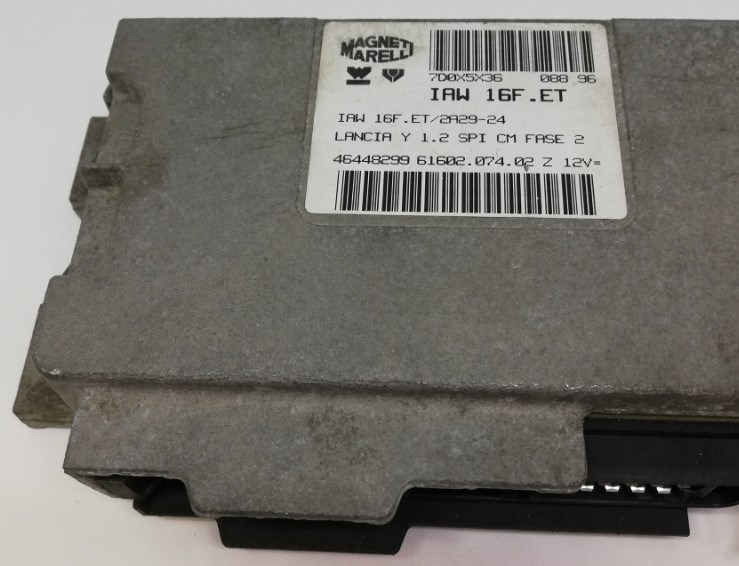 MAGNETI
MARELLI
7D0X5X36 088 96
IAW 16F.ET
IAW 16F.ET/2A29-24
LANCIA Y 1.2 SPI CM FASE 2
46448299 61602.074.02 Z 12V=